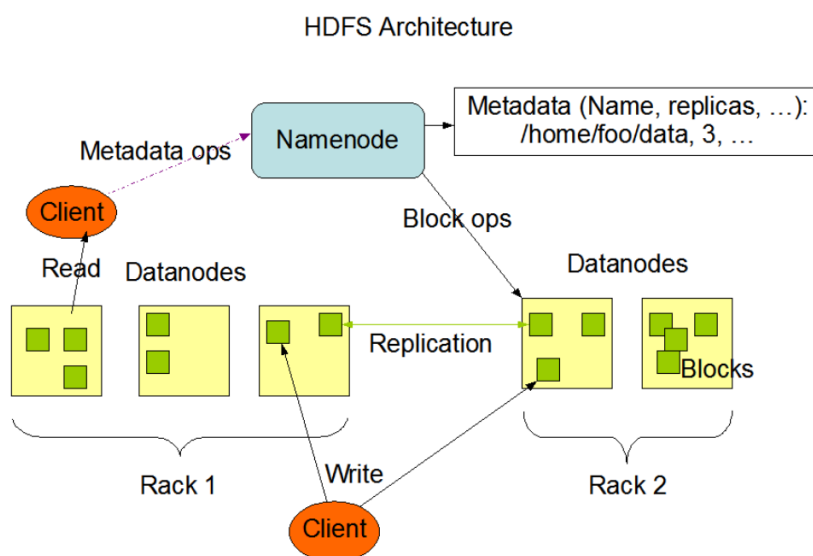 HDFS Architecture
Metadata (Name, replicas, …):
/home/foo/data, 3, …
Namenode
Metadata ops
Client
Block ops
Read
Datanodes
Datanodes
Replication
Blocks
Rack 1
Write
Rack 2
Client